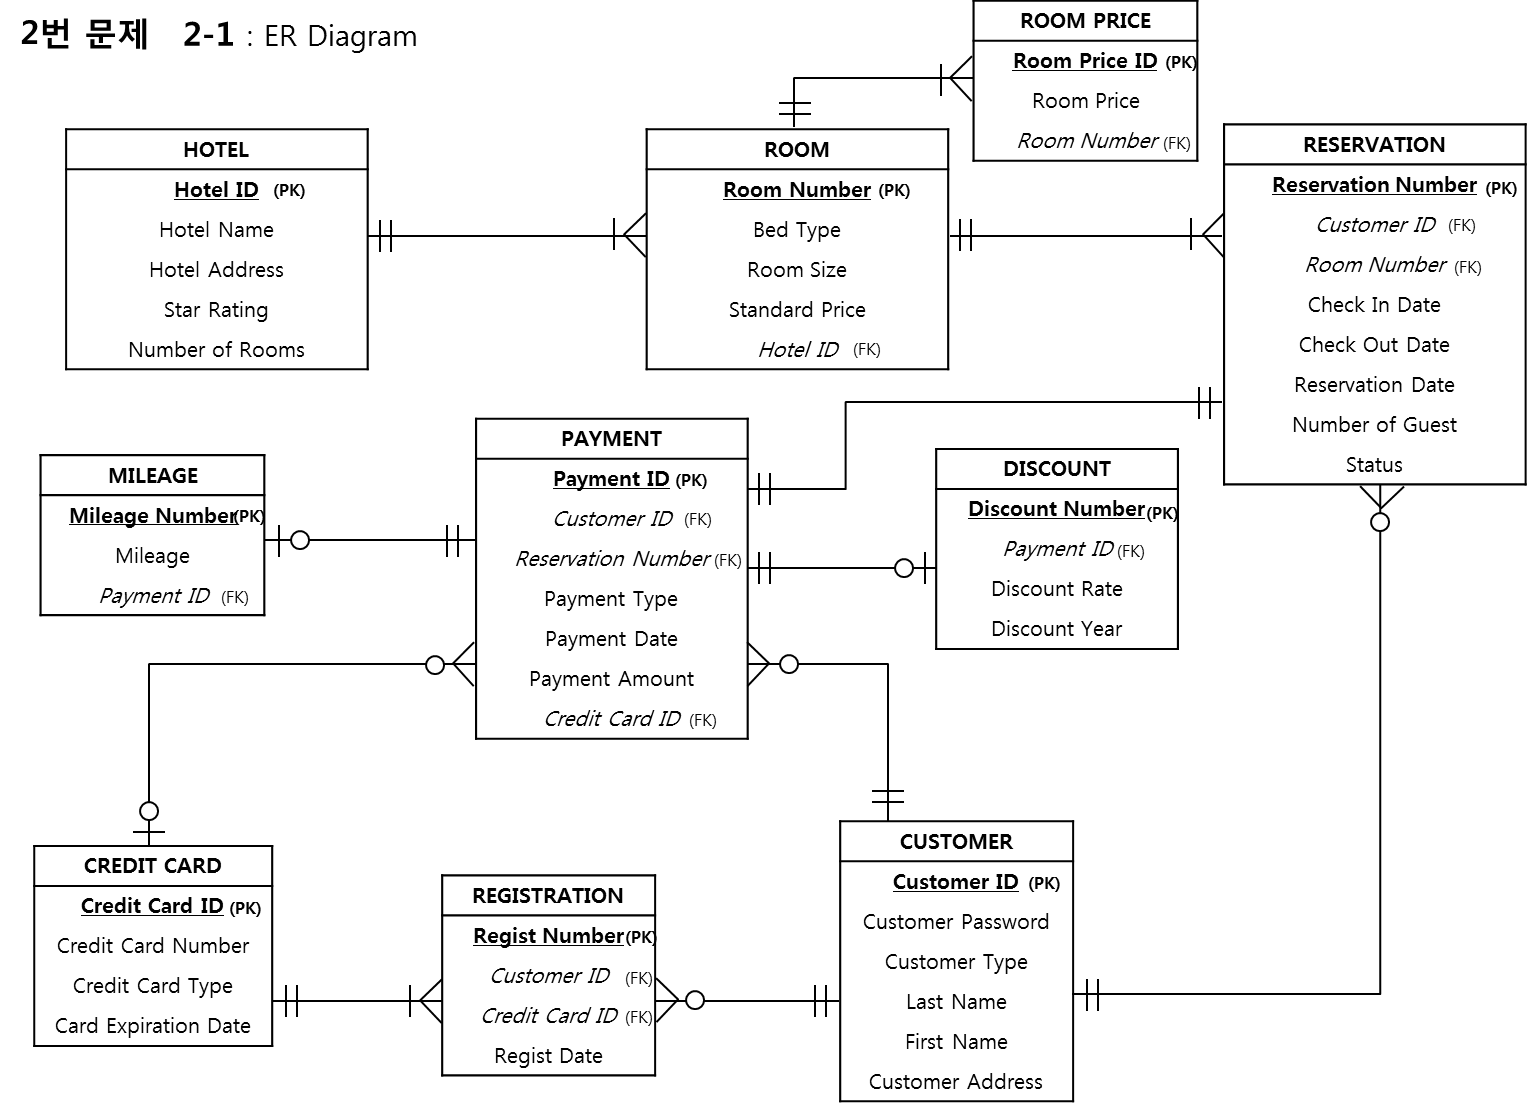 2번 문제 2-1 : ER Diagram
ROOM PRICE
Room Price ID (PK)
Room Price
Room Number (FK)
HOTEL
Hotel ID (PK)
Hotel Name
Hotel Address
Star Rating
Number of Rooms
ROOM
Room Number (PK)
Bed Type
Room Size
Standard Price
Hotel ID (FK)
RESERVATION
Reservation Number (PK)
Customer ID (FK)
Room Number (FK)
Check In Date
Check Out Date
Reservation Date
Number of Guest
Status
MILEAGE
Mileage Number(PK)
Mileage
Payment ID (FK)
PAYMENT
Payment ID (PK)
Customer ID (FK)
Reservation Number (FK)
Payment Type
Payment Date
Payment Amount
Credit Card ID (FK)
DISCOUNT
Discount Number(PK)
Payment ID (FK)
Discount Rate
Discount Year
CREDIT CARD
Credit Card ID (PK)
Credit Card Number
Credit Card Type
Card Expiration Date
REGISTRATION
Regist Number(PK)
Customer ID (FK)
Credit Card ID (FK)
Regist Date
CUSTOMER
Customer ID (PK)
Customer Password
Customer Type
Last Name
First Name
Customer Address